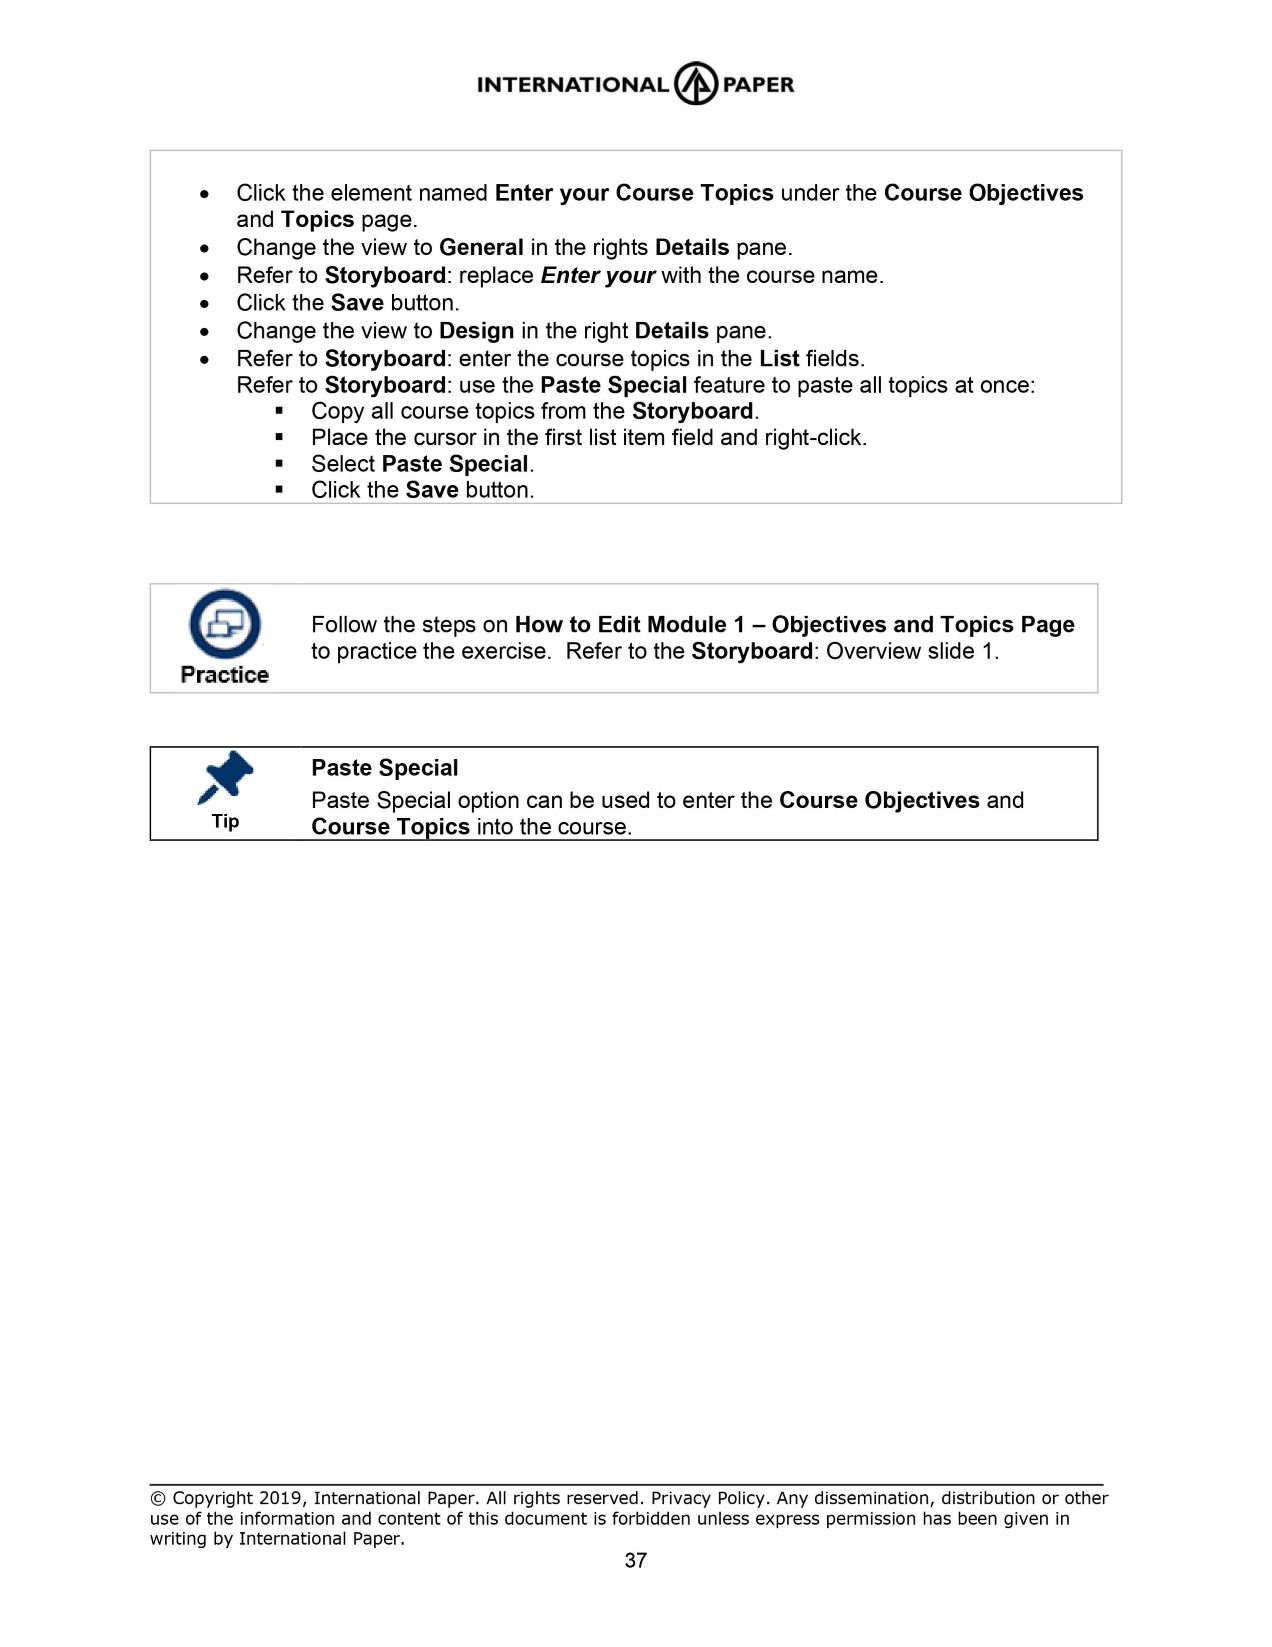 INTERNATIONAL PAPER
• Click the element named Enter your Course Topics under the Course Objectives
and Topics page.
• Change the view to General in the rights Details pane.
• Refer to Storyboard: replace Enter your with the course name.
• Click the Save button.
• Change the view to Design in the right Details pane.
• Refer to Storyboard: enter the course topics in the List fields.
Refer to Storyboard: use the Paste Special feature to paste all topics at once:
▪ Copy all course topics from the Storyboard.
▪ Place the cursor in the first list item field and right-click.
▪ Select Paste Special.
▪ Click the Save button.
Practice
Follow the steps on How to Edit Module 1 – Objectives and Topics Page
to practice the exercise.  Refer to the Storyboard: Overview slide 1.
Tip
Paste Special
Paste Special option can be used to enter the Course Objectives and
Course Topics into the course.
© Copyright 2019, International Paper. All rights reserved. Privacy Policy. Any dissemination, distribution or other
use of the information and content of this document is forbidden unless express permission has been given in
writing by International Paper.
37